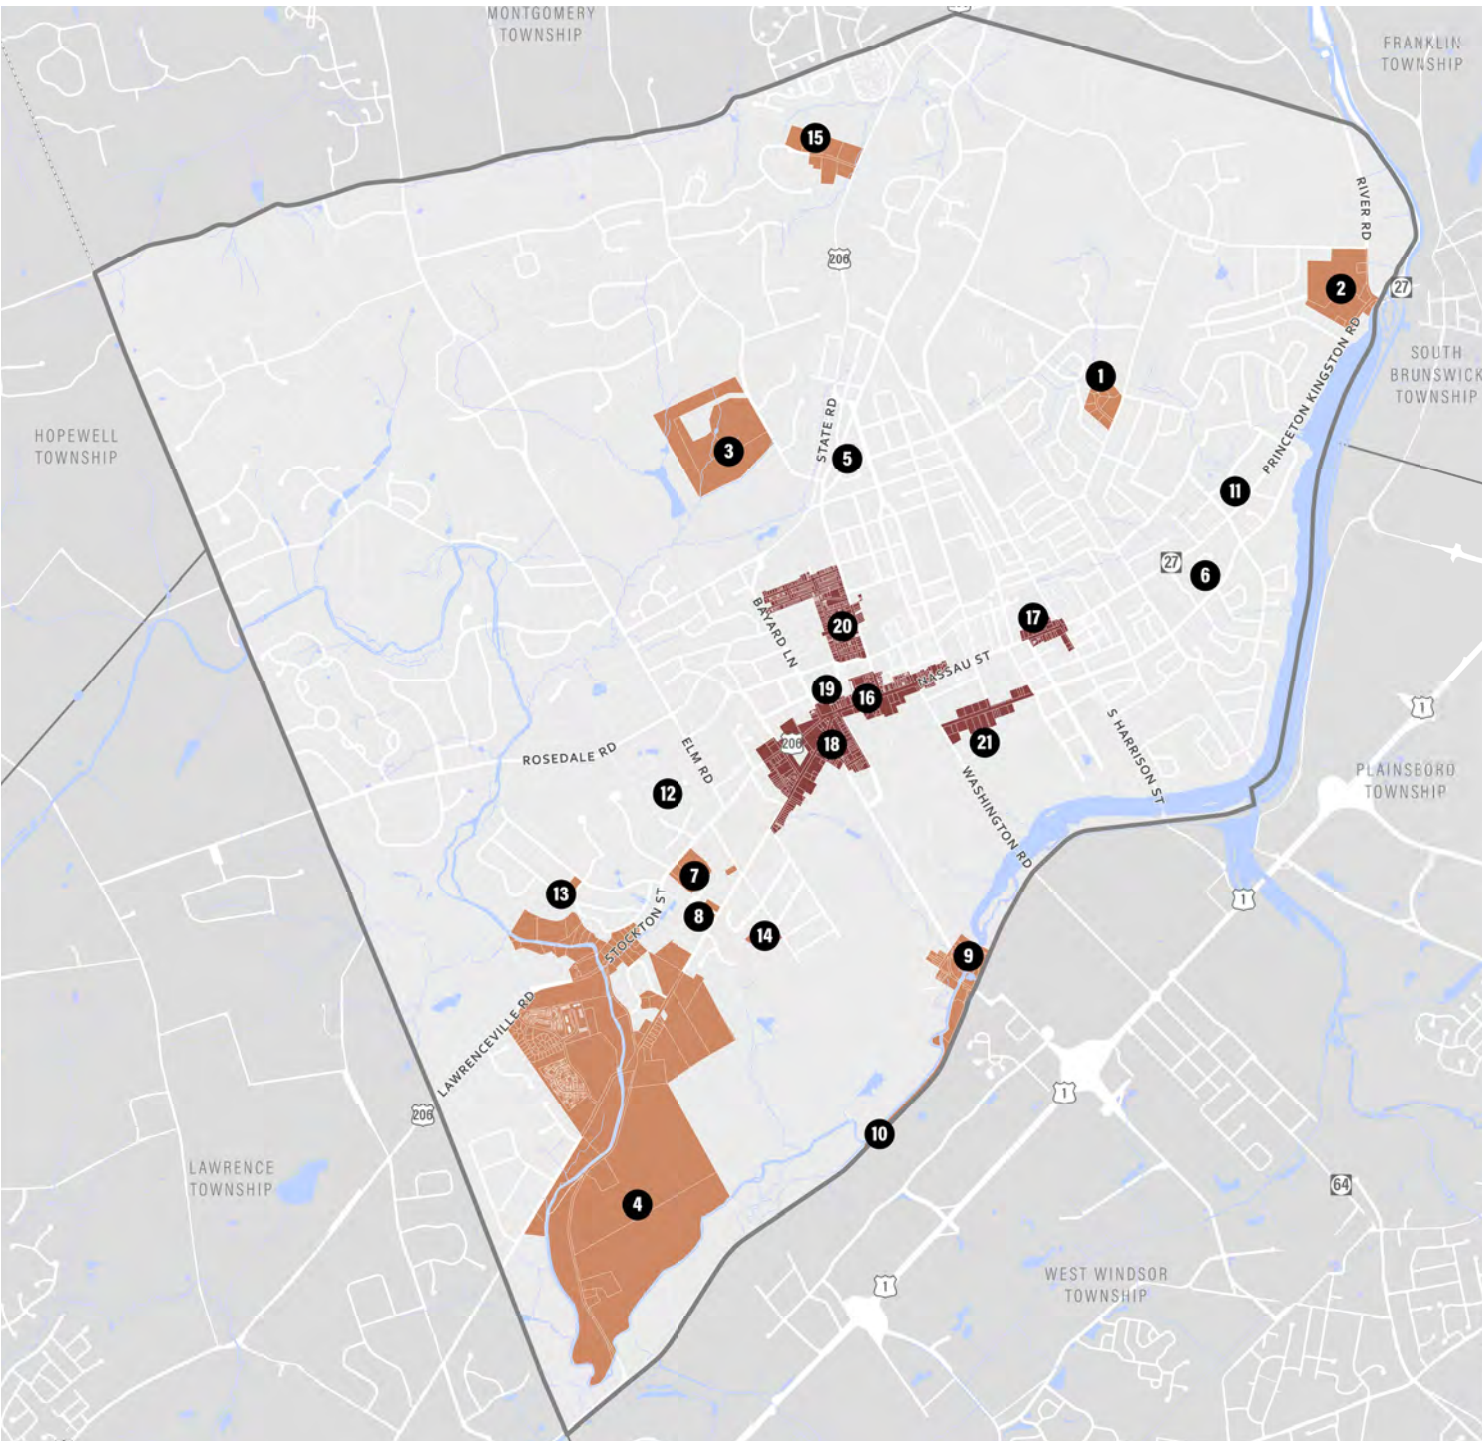 MONTGOMERY
TOWNSHIP
FRANKLIN
TOWNSHIP
15
RIVER RD
206
2
27
SOUTH
BRUNSWICK
TOWNSHIP
1
PRINCETON KINGSTON RD
HOPEWELL
TOWNSHIP
STATE RD
3
5
11
27
6
BAYARD LN
20
17
NASSAU ST
19
16
206
18
21
S HARRISON ST
1
ROSEDALE RD
ELM RD
12
WASHINGTON RD
PLAINSBORO
TOWNSHIP
7
13
STOCKTON ST
8
14
1
9
LAWRENCEVILLE RD
206
1
10
LAWRENCE
TOWNSHIP
4
64
WEST WINDSOR
TOWNSHIP
1